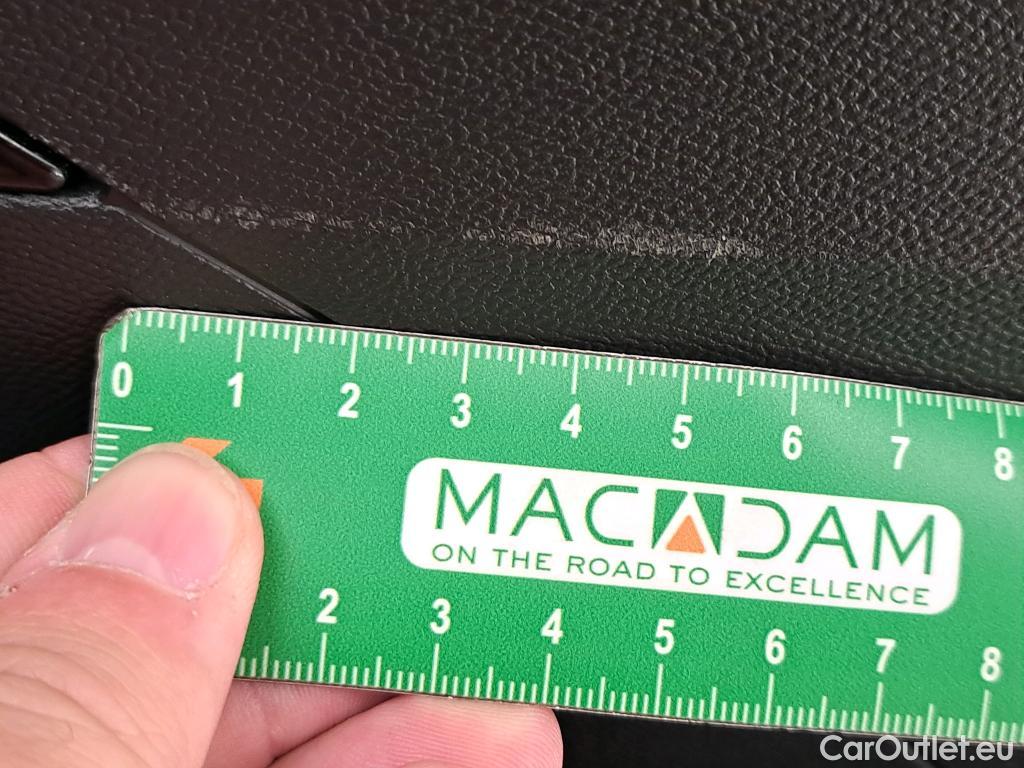 0 1 2 3 4 5 6 7 8
MACADAM
ON THE ROAD TO EXCELLENCE
2 3 4 5 6 7 8
CarOutlet.eu